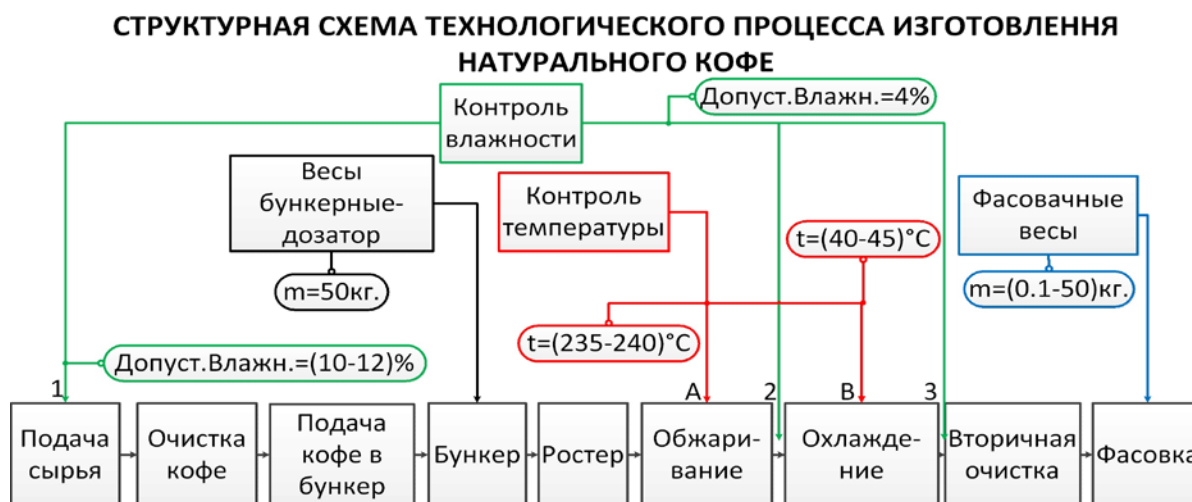 СТРУКТУРНАЯ СХЕМА ТЕХНОЛОГИЧЕСКОГО ПРОЦЕССА ИЗГОТОВЛЕННЯ
НАТУРАЛЬНОГО КОФЕ
Контроль
влажности
Допуст.Влажн.=4%
Весы
бункерные-
дозатор
m=50кг.
Контроль
температуры
t=(40-45)°C
t=(235-240)°C
Фасовачные
весы
m=(0.1-50)кг.
Допуст.Влажн.=(10-12)%
1
A
2
B
3
Подача
сырья
Очистка
кофе
Подача
кофе в
бункер
Бункер
Ростер
Обжари-
вание
Охлажде-
ние
Вторичная
очистка
Фасовка